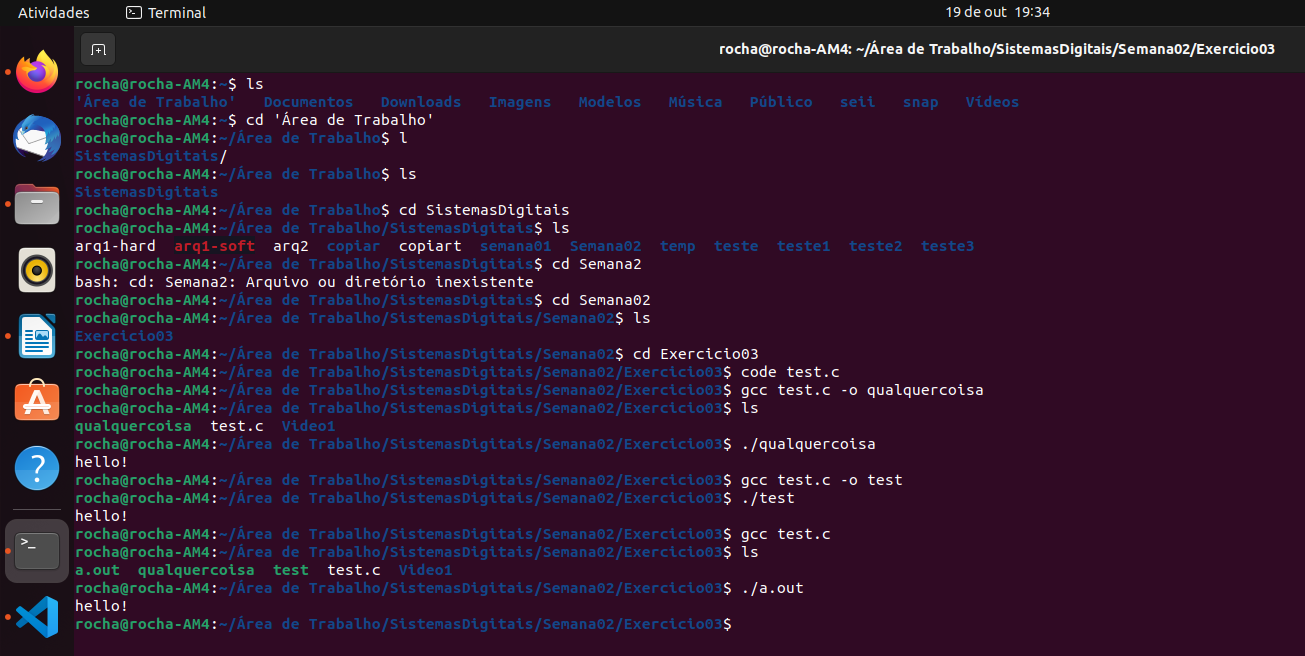 Atividades Terminal 19 de out 19:34
rocha@rocha-AM4: ~/Área de Trabalho/SistemasDigitais/Semana02/Exercicio03
rocha@rocha-AM4:~$ ls
'Área de Trabalho' Documentos Downloads Imagens Modelos Música Público seii snap Vídeos
rocha@rocha-AM4:~$ cd 'Área de Trabalho'
rocha@rocha-AM4:~/Área de Trabalho$ l
SistemasDigitais/
rocha@rocha-AM4:~/Área de Trabalho$ ls
SistemasDigitais
rocha@rocha-AM4:~/Área de Trabalho$ cd SistemasDigitais
rocha@rocha-AM4:~/Área de Trabalho/SistemasDigitais$ ls
arq1-hard arq1-soft arq2 copiar copiart semana01 Semana02 temp teste teste1 teste2 teste3
rocha@rocha-AM4:~/Área de Trabalho/SistemasDigitais$ cd Semana2
bash: cd: Semana2: Arquivo ou diretório inexistente
rocha@rocha-AM4:~/Área de Trabalho/SistemasDigitais$ cd Semana02
rocha@rocha-AM4:~/Área de Trabalho/SistemasDigitais/Semana02$ ls
Exercicio03
rocha@rocha-AM4:~/Área de Trabalho/SistemasDigitais/Semana02$ cd Exercicio03
rocha@rocha-AM4:~/Área de Trabalho/SistemasDigitais/Semana02/Exercicio03$ code test.c
rocha@rocha-AM4:~/Área de Trabalho/SistemasDigitais/Semana02/Exercicio03$ gcc test.c -o qualquercoisa
rocha@rocha-AM4:~/Área de Trabalho/SistemasDigitais/Semana02/Exercicio03$ ls
qualquercoisa test.c Video1
rocha@rocha-AM4:~/Área de Trabalho/SistemasDigitais/Semana02/Exercicio03$ ./qualquercoisa
hello!
rocha@rocha-AM4:~/Área de Trabalho/SistemasDigitais/Semana02/Exercicio03$ gcc test.c -o test
rocha@rocha-AM4:~/Área de Trabalho/SistemasDigitais/Semana02/Exercicio03$ ./test
hello!
rocha@rocha-AM4:~/Área de Trabalho/SistemasDigitais/Semana02/Exercicio03$ gcc test.c
rocha@rocha-AM4:~/Área de Trabalho/SistemasDigitais/Semana02/Exercicio03$ ls
a.out qualquercoisa test test.c Video1
rocha@rocha-AM4:~/Área de Trabalho/SistemasDigitais/Semana02/Exercicio03$ ./a.out
hello!
rocha@rocha-AM4:~/Área de Trabalho/SistemasDigitais/Semana02/Exercicio03$